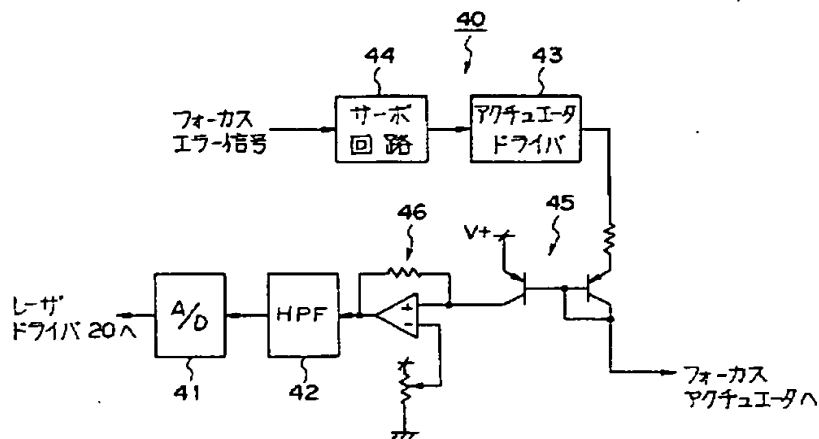 40
44
43
フォーカス
エラー信号
サーボ
回路
アクチュエータ
ドライバ
46
45
V+
レーザ
ドライバ 20へ
A/D
HPF
+
-
41
42
フォーカス
アクチュエータへ